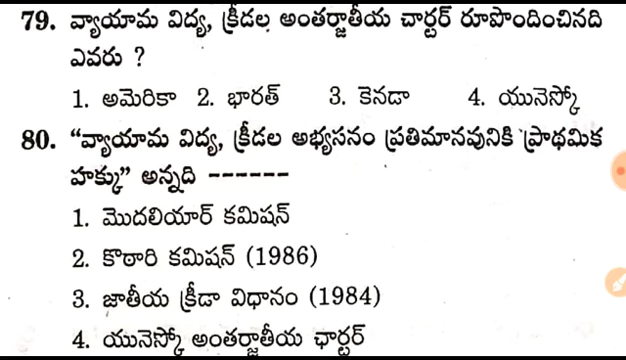 79. వ్యాయామ విద్య, క్రీడల అంతర్జాతీయ చార్టర్ రూపొందించినది
ఎవరు ?
1. అమెరికా 2. భారత్ 3. కెనడా 4. యునెస్కో
80. “వ్యాయామ విద్య, క్రీడల అభ్యసనం ప్రతిమానవునికి ప్రాథమిక
హక్కు” అన్నది ------
1. మొదలియార్ కమిషన్
2. కొఠారి కమిషన్ (1986)
3. జాతీయ క్రీడా విధానం (1984)
4. యునెస్కో అంతర్జాతీయ ఛార్టర్